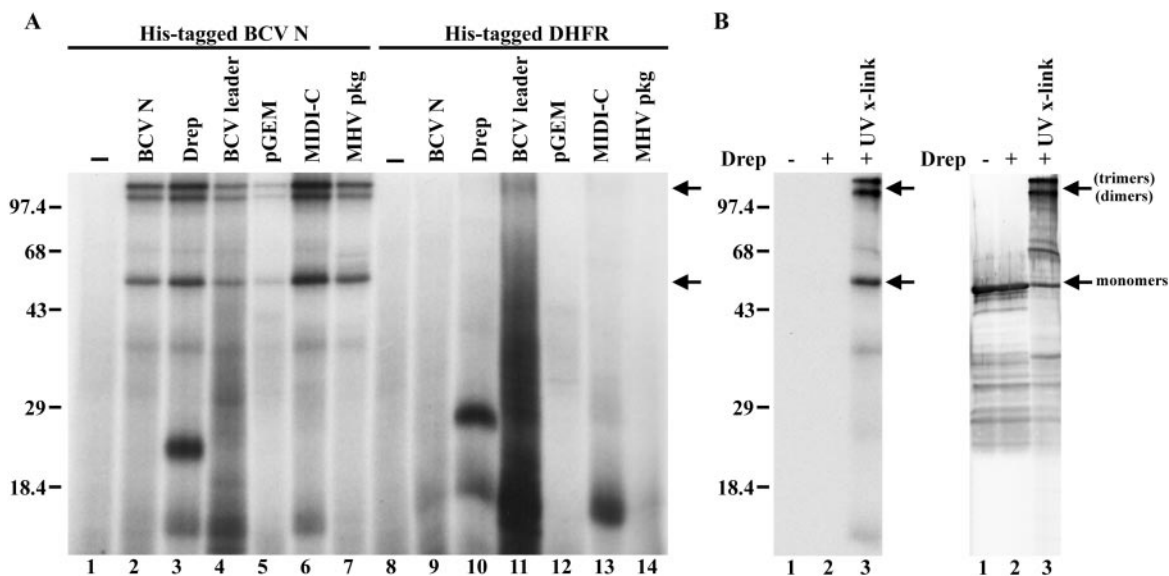 A
His-tagged BCV N
His-tagged DHFR
–
BCV N
Drep
BCV leader
pGEM
MIDI-C
MHV pkg
–
BCV N
Drep
BCV leader
pGEM
MIDI-C
MHV pkg
97.4
68
43
29
18.4
1 2 3 4 5 6 7 8 9 10 11 12 13 14
B
UV x-link
UV x-link
Drep - + +
Drep - + +
(trimers)
(dimers)
monomers
97.4
68
43
29
18.4
1 2 3
1 2 3